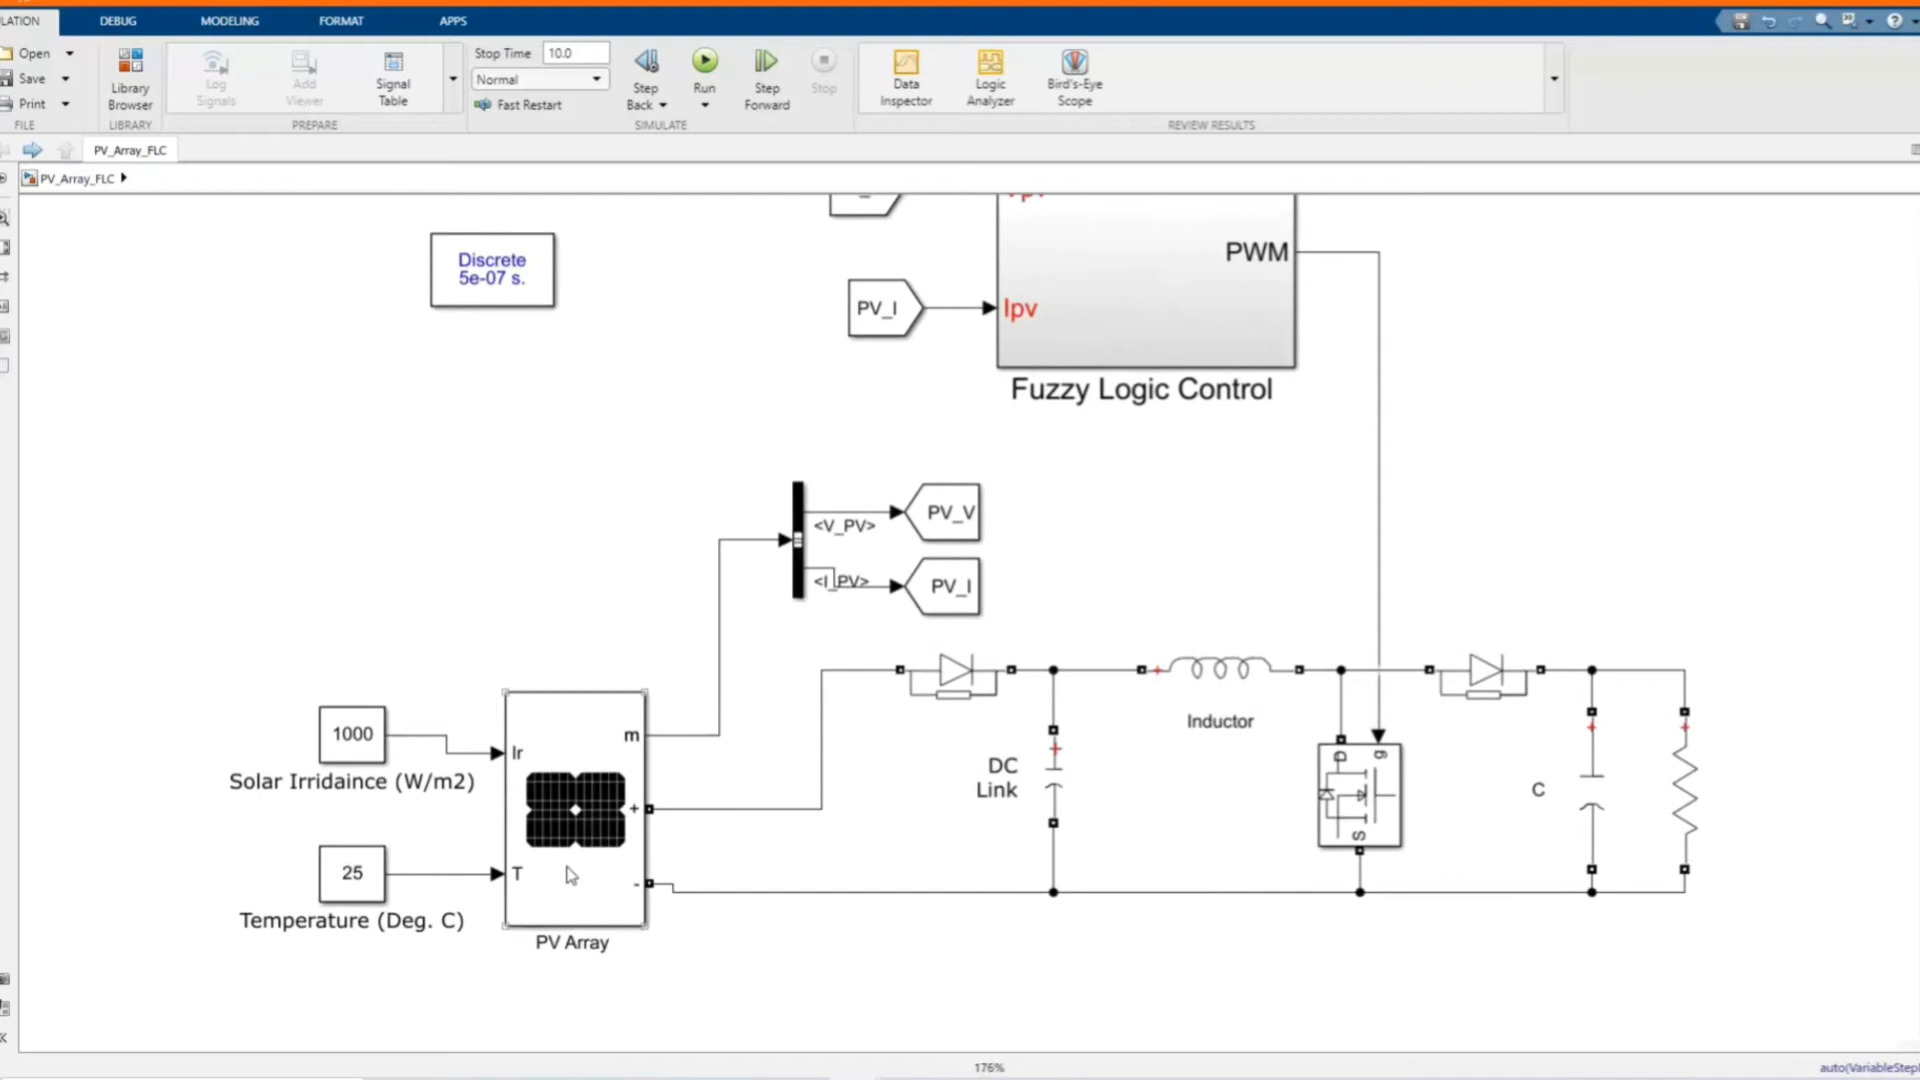 DEBUG
MODELING
FORMAT
APPS
Open
Save
Print
FILE
Library
Browser
LIBRARY
Log
Signals
Add
Viewer
Signal
Table
PREPARE
Stop Time 10.0
Normal
Fast Restart
Step
Back
Run
Step
Forward
Stop
SIMULATE
Data
Inspector
Logic
Analyzer
Bird's-Eye
Scope
REVIEW RESULTS
PV_Array_FLC
PV_Array_FLC
Discrete
5e-07 s.
PWM
PV_I
Ipv
Fuzzy Logic Control
<V_PV>
PV_V
<I_PV>
PV_I
Inductor
1000
Ir
m
Solar Irridaince (W/m2)
DC
Link
D
g
S
C
+
25
T
-
Temperature (Deg. C)
PV Array
176%